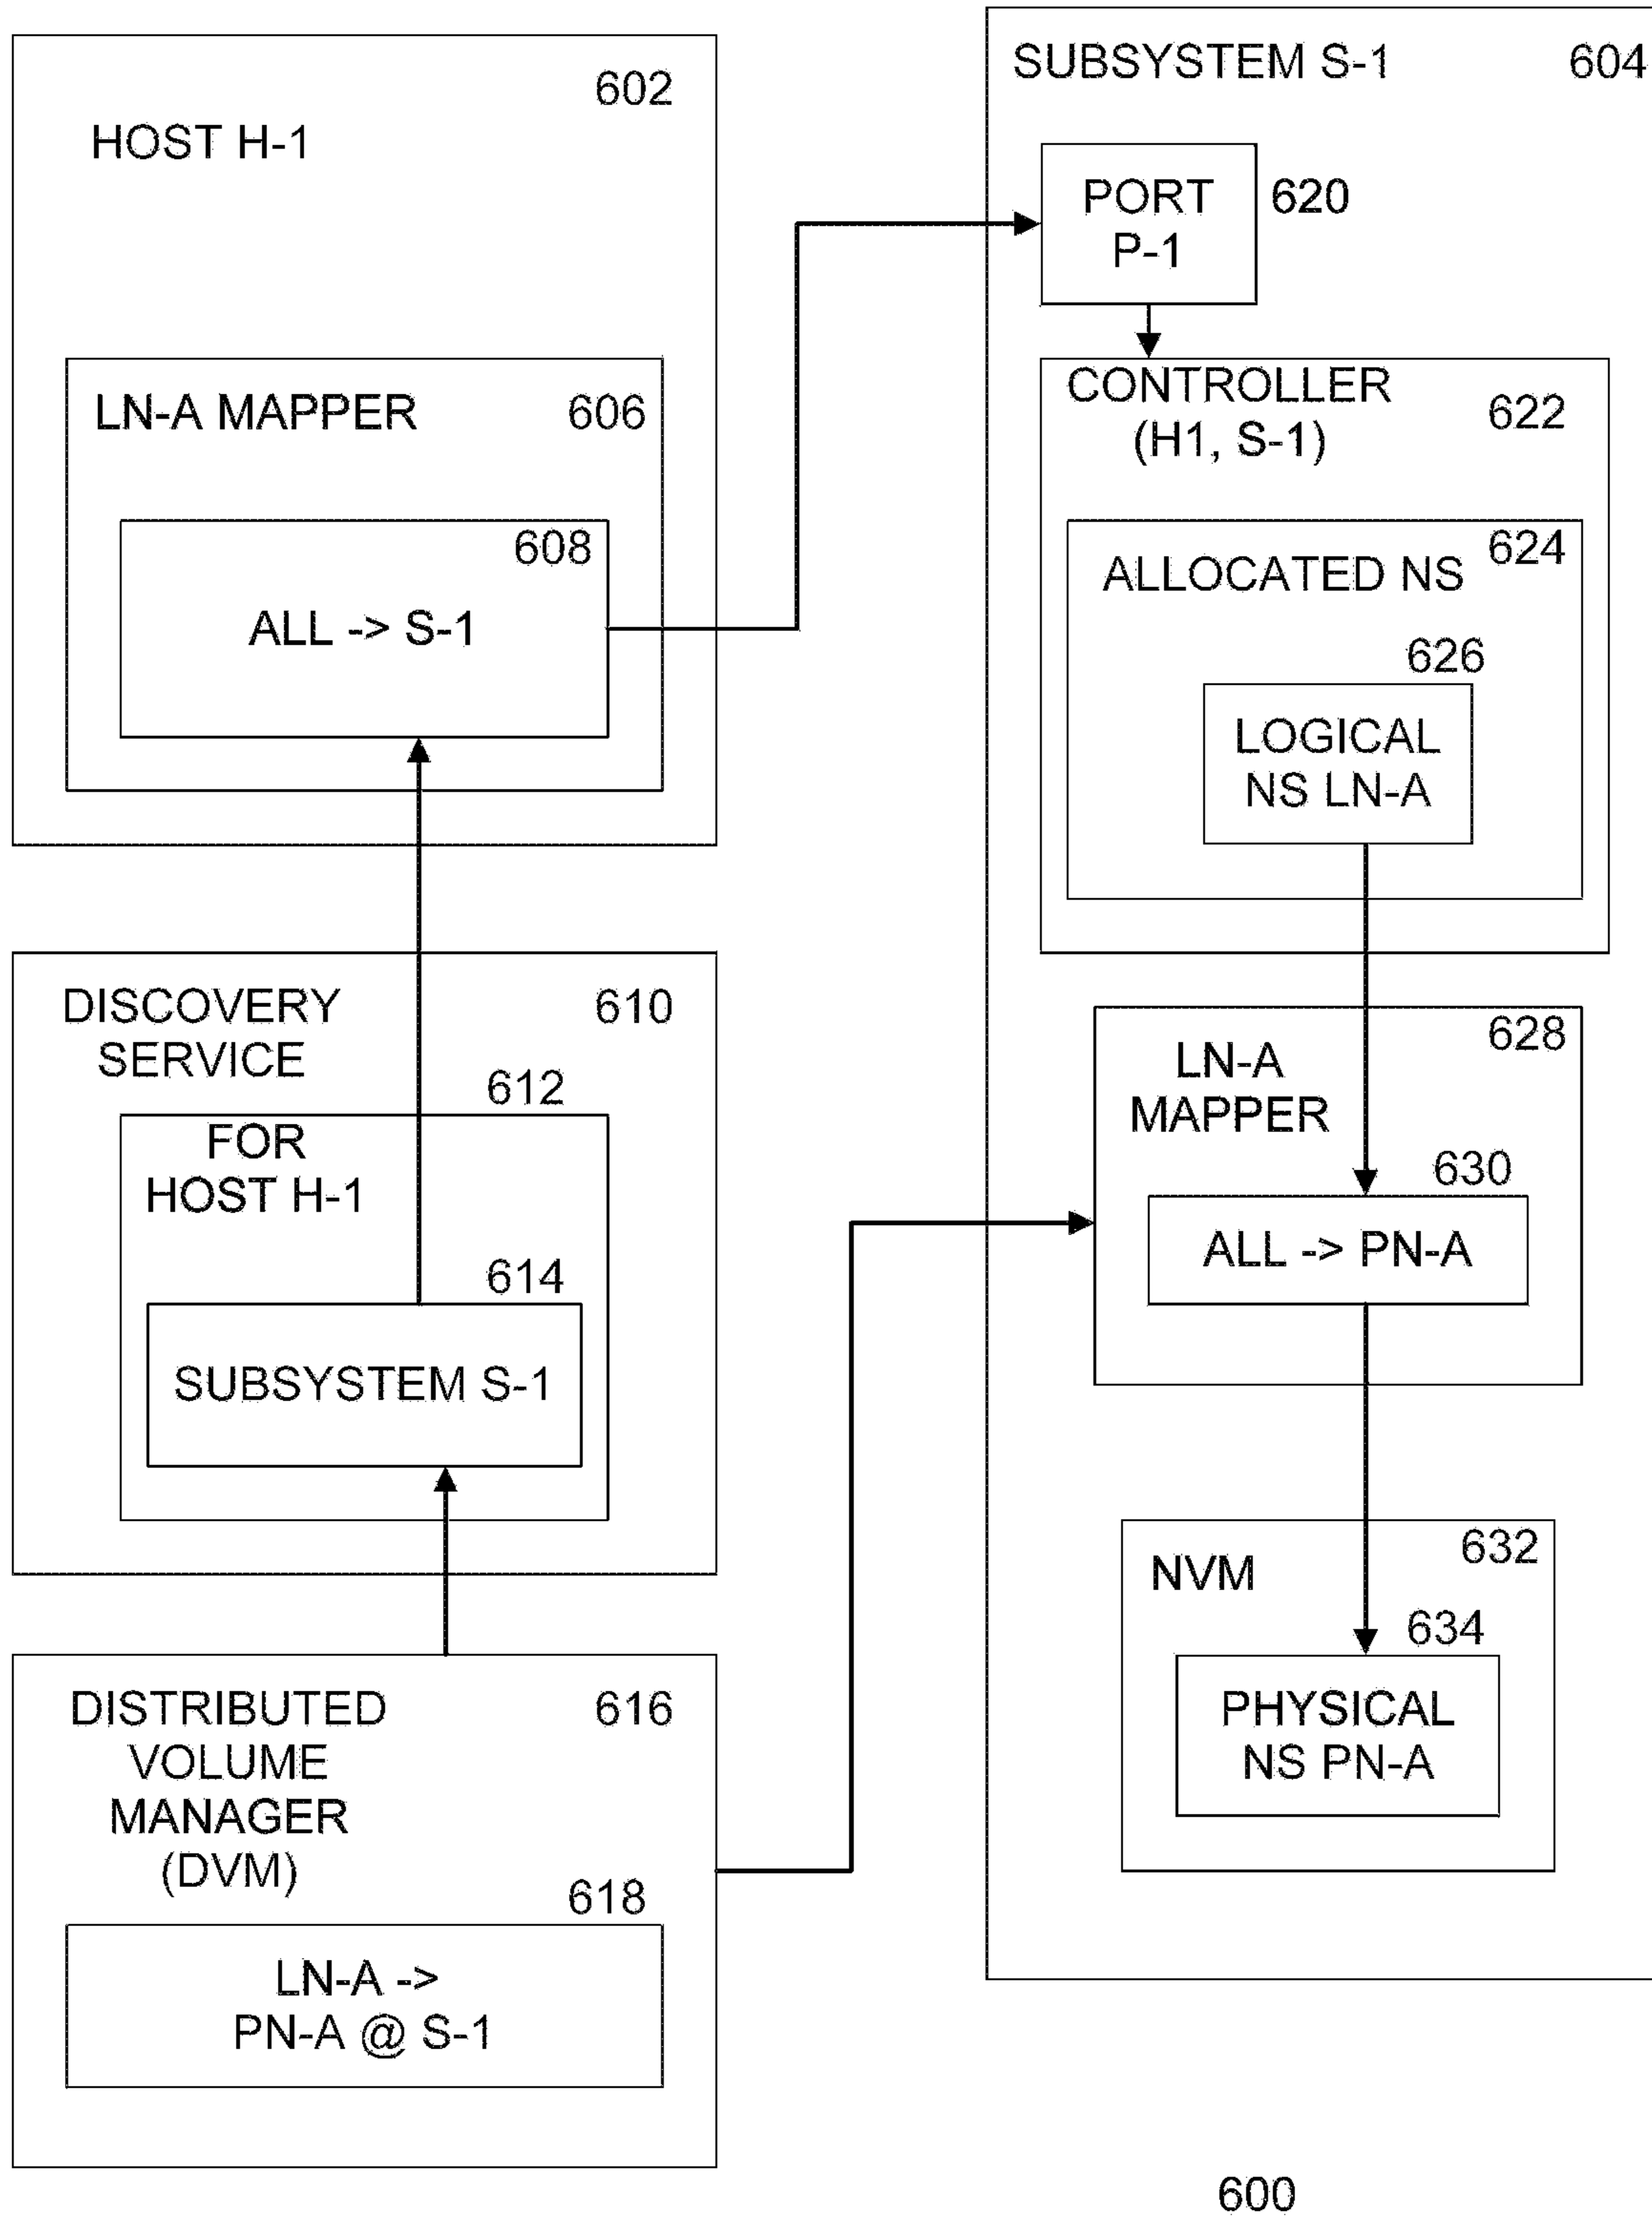 602
HOST H-1
LN-A MAPPER 606
608
ALL -> S-1
DISCOVERY 610
SERVICE
612
FOR
HOST H-1
614
SUBSYSTEM S-1
DISTRIBUTED 616
VOLUME
MANAGER
(DVM)
618
LN-A ->
PN-A @ S-1
SUBSYSTEM S-1 604
PORT 620
P-1
CONTROLLER 622
(H1, S-1)
624
ALLOCATED NS
626
LOGICAL
NS LN-A
628
LN-A
MAPPER
630
ALL -> PN-A
632
NVM
634
PHYSICAL
NS PN-A
600